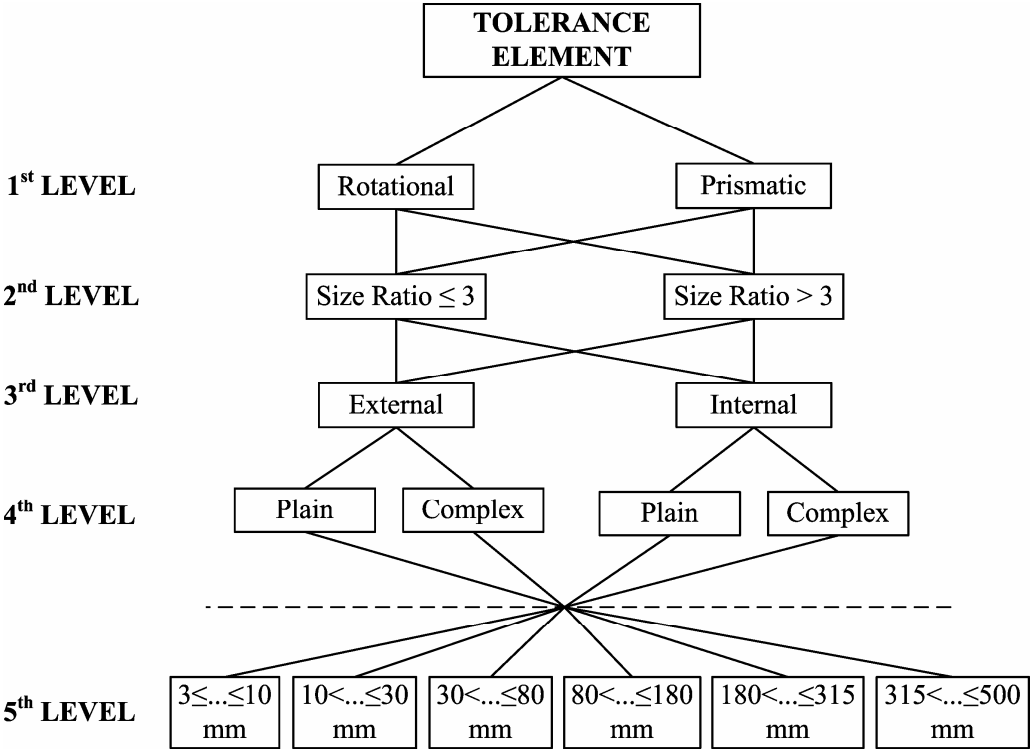 TOLERANCE
ELEMENT
1st LEVEL
Rotational
Prismatic
2nd LEVEL
Size Ratio ≤ 3
Size Ratio > 3
3rd LEVEL
External
Internal
4th LEVEL
Plain
Complex
Plain
Complex
5th LEVEL
3≤...≤10
mm
10<...≤30
mm
30<...≤80
mm
80<...≤180
mm
180<...≤315
mm
315<...≤500
mm